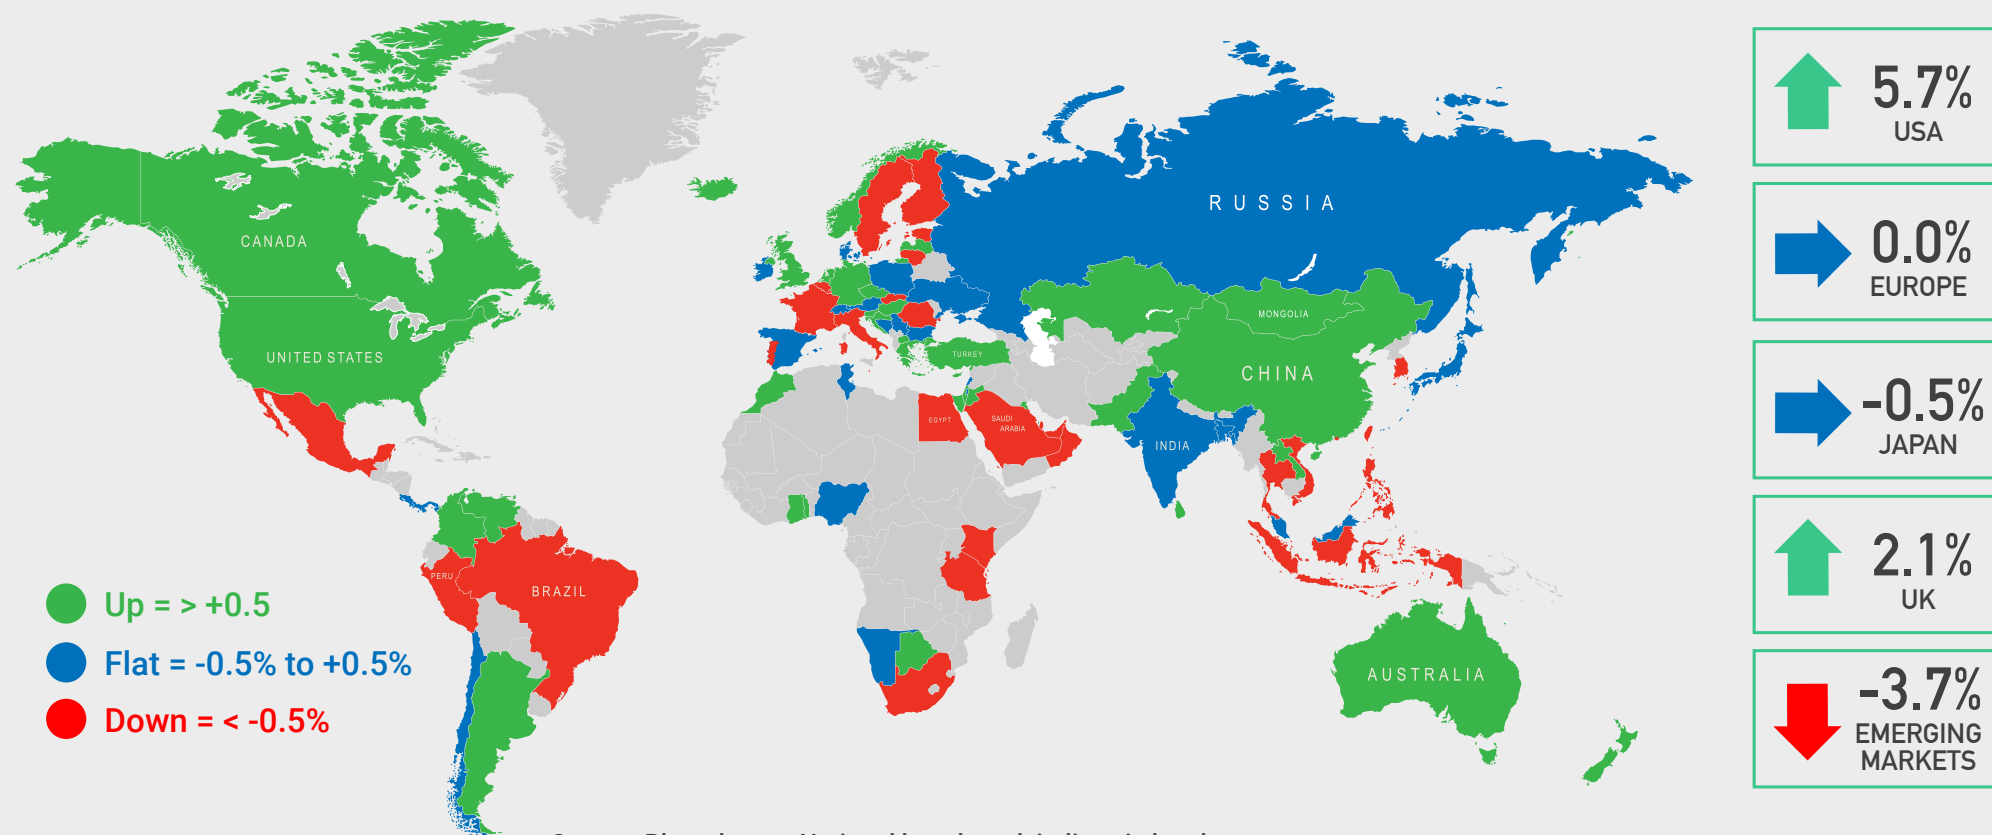 CANADA
UNITED STATES
PERU
BRAZIL
RUSSIA
MONGOLIA
TURKEY
CHINA
EGYPT
SAUDI
ARABIA
INDIA
AUSTRALIA
Up = > +0.5
Flat = -0.5% to +0.5%
Down = < -0.5%
5.7%
USA
0.0%
EUROPE
-0.5%
JAPAN
2.1%
UK
-3.7%
EMERGING
MARKETS